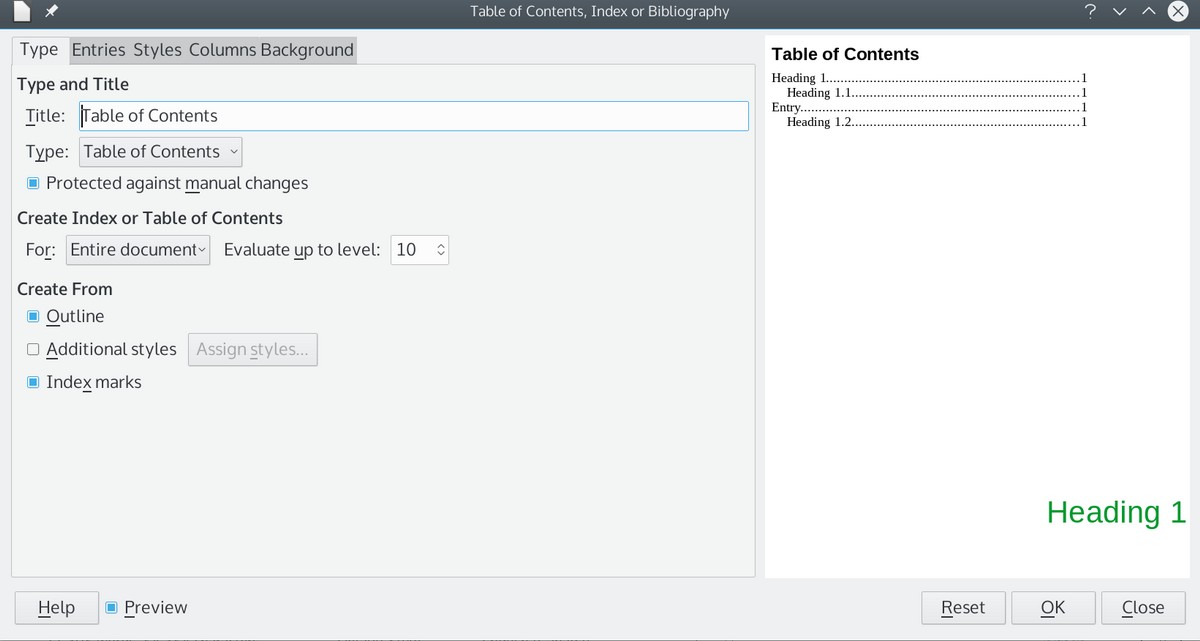 Table of Contents, Index or Bibliography
?
Type Entries Styles Columns Background
Type and Title
Title: Table of Contents
Type: Table of Contents
Protected against manual changes
Create Index or Table of Contents
For: Entire document Evaluate up to level: 10
Create From
Outline
Additional styles Assign styles...
Index marks
Table of Contents
Heading 1......................................................................1
Heading 1.1..............................................................1
Entry............................................................................1
Heading 1.2..............................................................1
Heading 1
Help Preview Reset OK Close